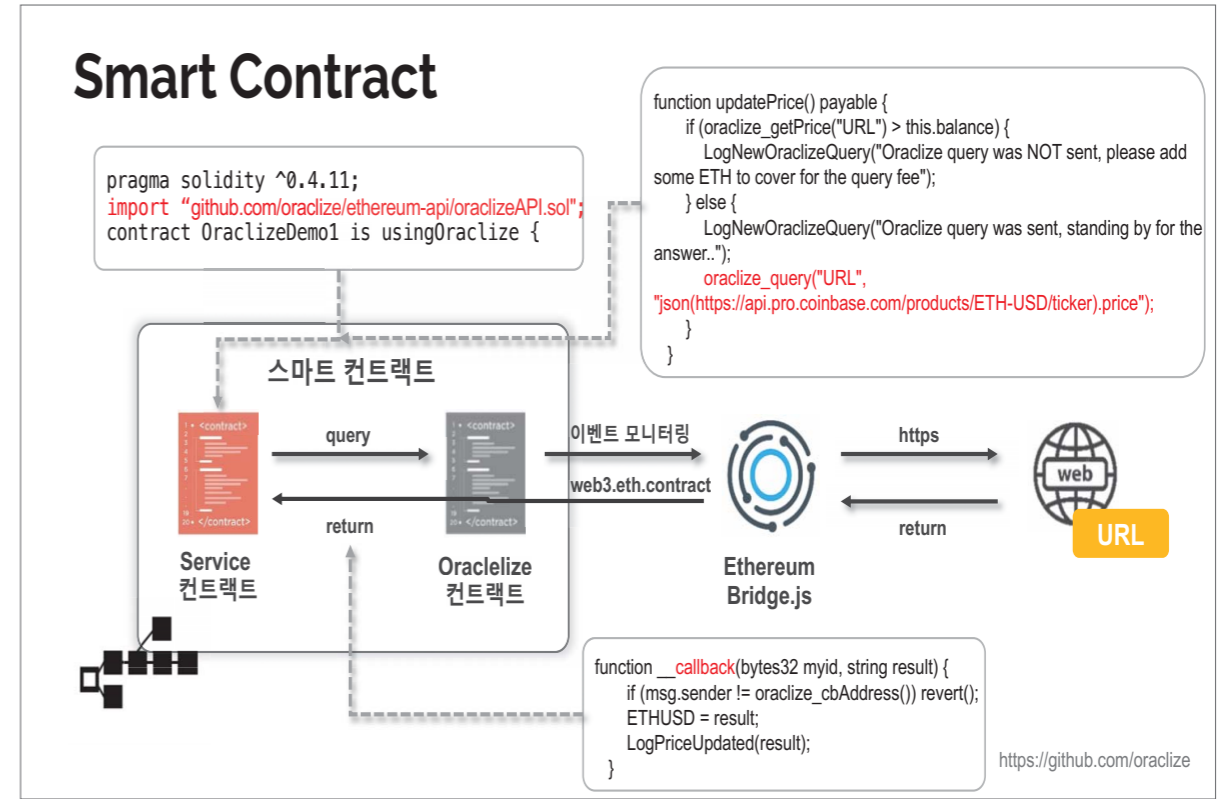 Smart Contract
pragma solidity ^0.4.11;
import “github.com/oraclize/ethereum-api/oraclizeAPI.sol";
contract OraclizeDemo1 is usingOraclize {
function updatePrice() payable {
if (oraclize_getPrice("URL") > this.balance) {
LogNewOraclizeQuery("Oraclize query was NOT sent, please add
some ETH to cover for the query fee");
} else {
LogNewOraclizeQuery("Oraclize query was sent, standing by for the
answer..");
oraclize_query("URL",
"json(https://api.pro.coinbase.com/products/ETH-USD/ticker).price");
}
}
스마트 컨트랙트
<contract>
</contract>
Service
컨트랙트
query
return
<contract>
</contract>
Oraclelize
컨트랙트
이벤트 모니터링
web3.eth.contract
Ethereum
Bridge.js
https
return
web
URL
function __callback(bytes32 myid, string result) {
if (msg.sender != oraclize_cbAddress()) revert();
ETHUSD = result;
LogPriceUpdated(result);
}
https://github.com/oraclize